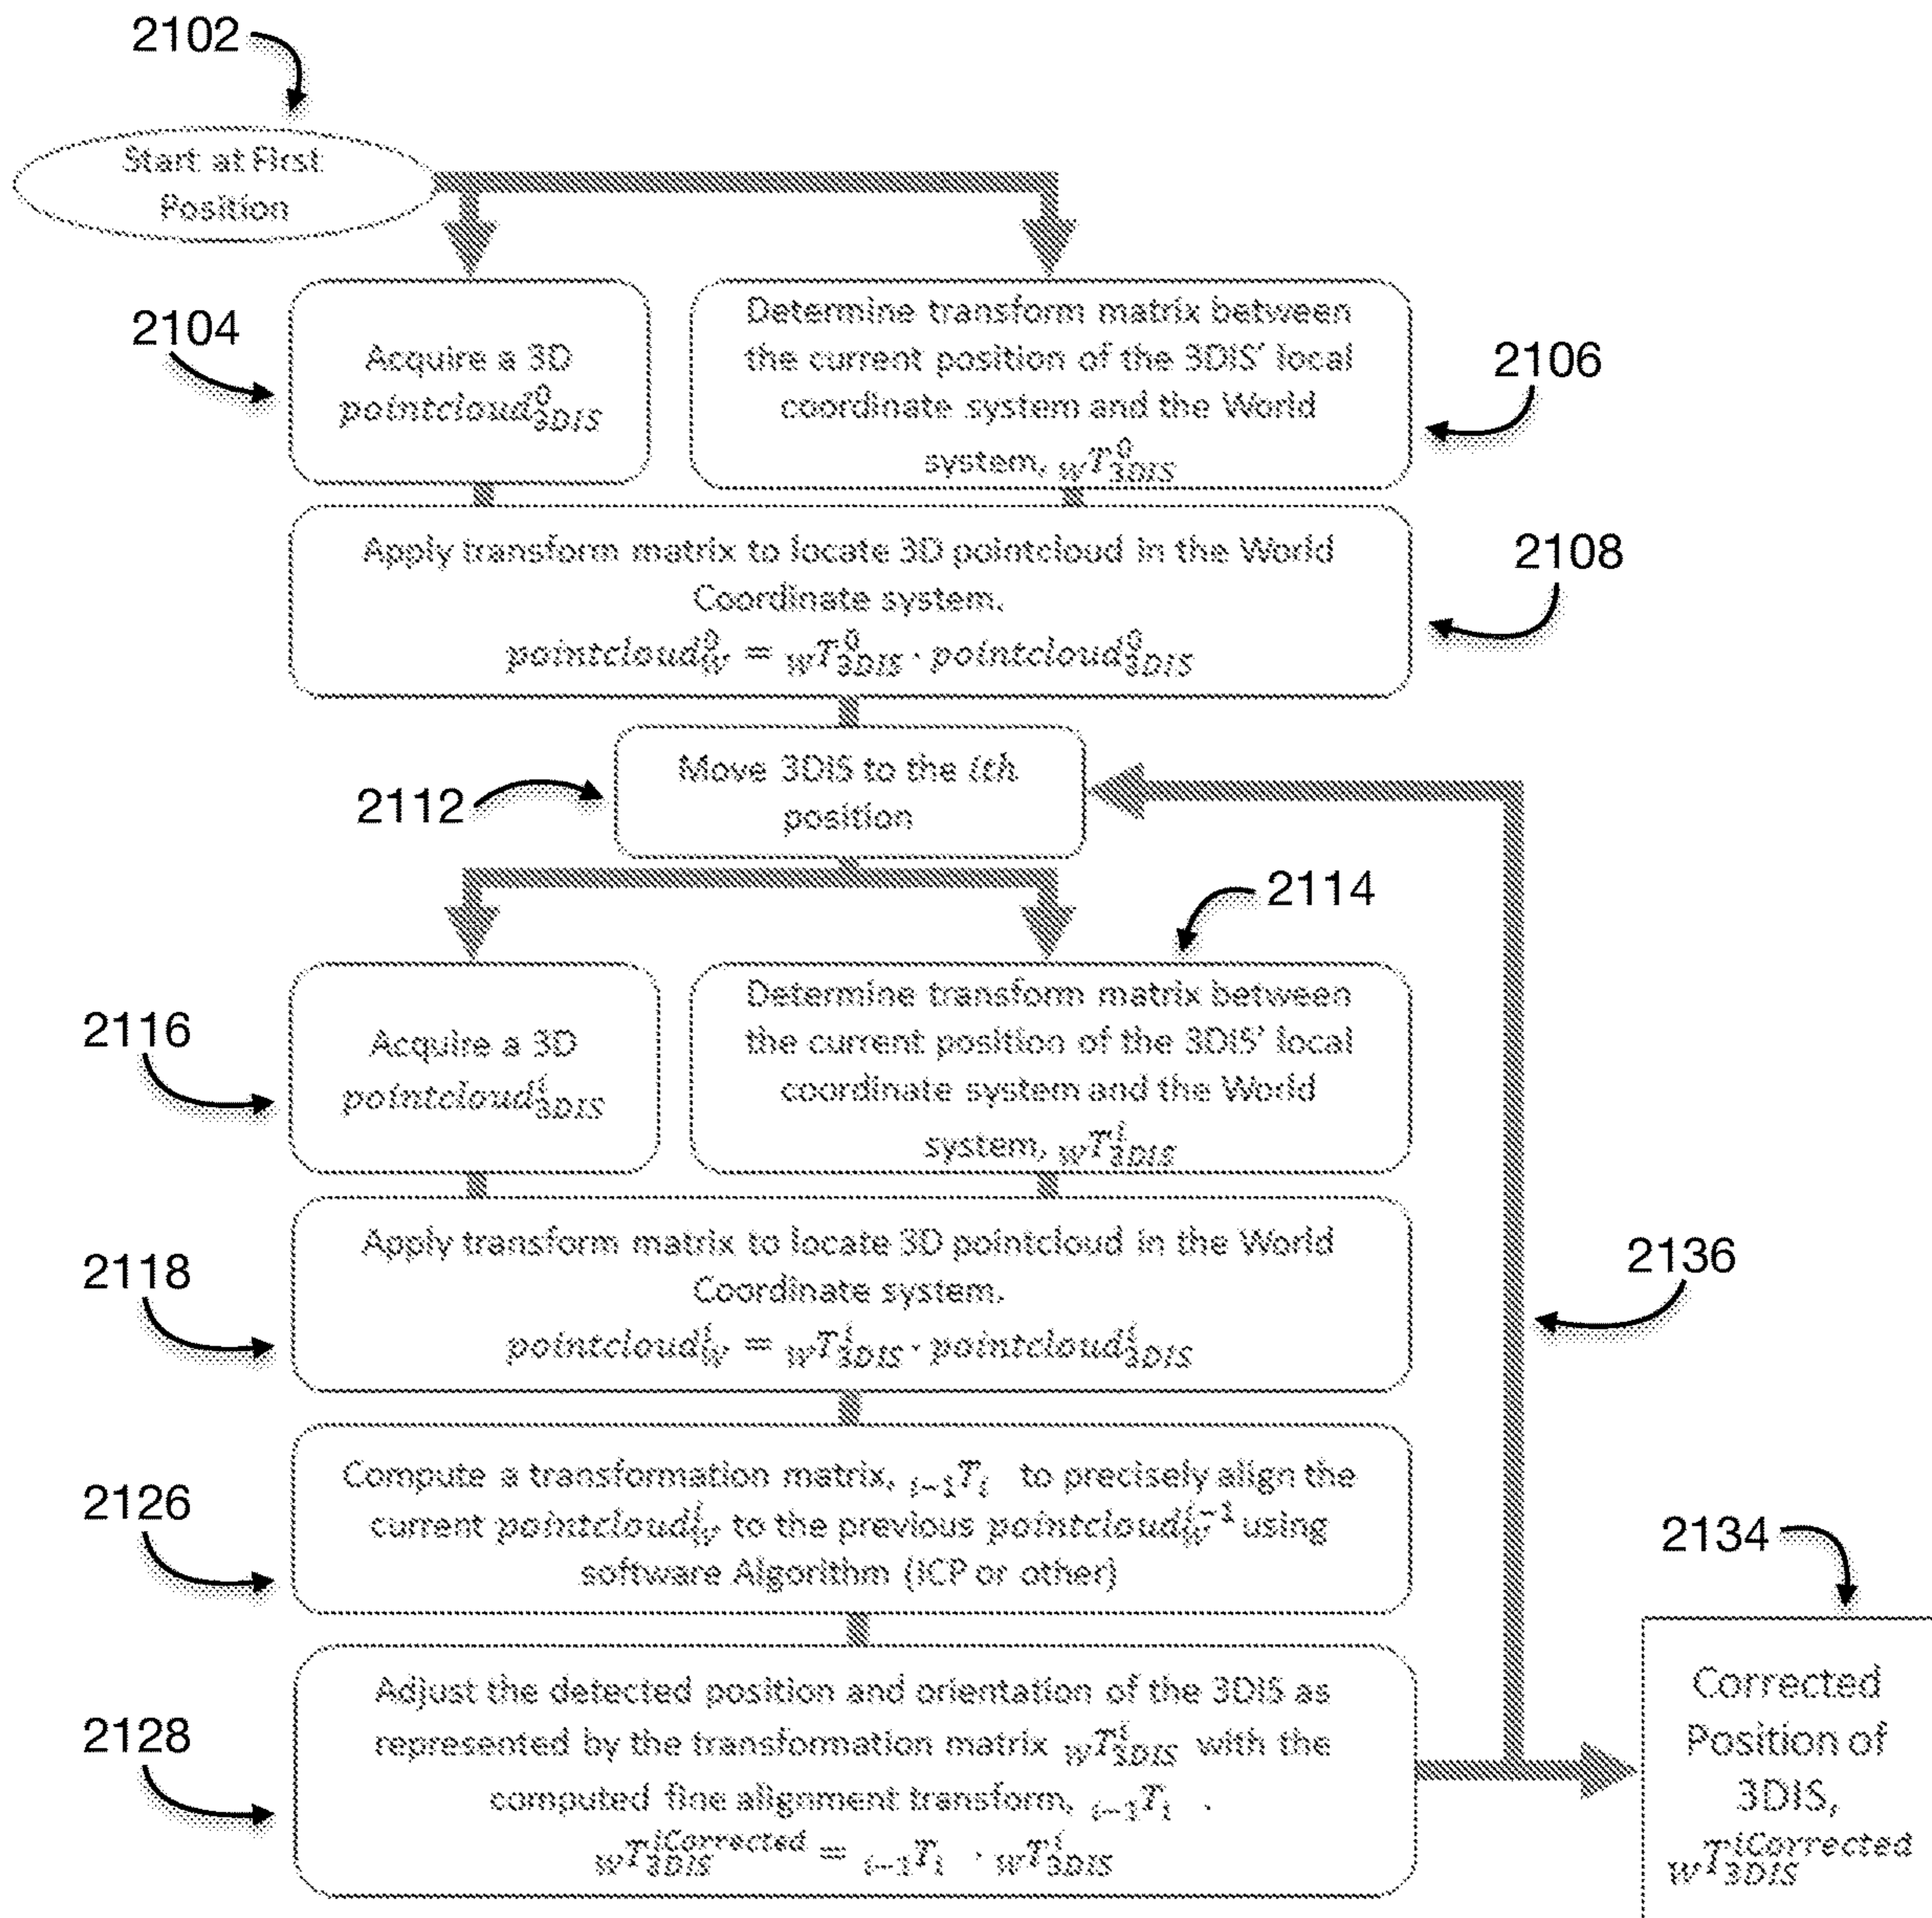 2102
Start at First
Position
2104
Acquire a 3D
pointcloud⁰₃DIS
Determine transform matrix between
the current position of the 3DIS' local
coordinate system and the World
system, wT⁰₃DIS
2106
Apply transform matrix to locate 3D pointcloud in the World
Coordinate system.
pointcloud⁰w = wT⁰₃DIS · pointcloud⁰₃DIS
2108
2112
Move 3DIS to the ith
position
2114
2116
Acquire a 3D
pointcloudⁱ₃DIS
Determine transform matrix between
the current position of the 3DIS' local
coordinate system and the World
system, wTⁱ₃DIS
2118
Apply transform matrix to locate 3D pointcloud in the World
Coordinate system.
pointcloudⁱw = wTⁱ₃DIS · pointcloudⁱ₃DIS
2136
2126
Compute a transformation matrix, ᵢ₋₁Tᵢ to precisely align the
current pointcloudⁱw to the previous pointcloudⁱ⁻¹w using
software Algorithm (ICP or other)
2134
2128
Adjust the detected position and orientation of the 3DIS as
represented by the transformation matrix wTⁱ₃DIS with the
computed fine alignment transform, ᵢ₋₁Tᵢ .
wTⁱCorrected₃DIS = ᵢ₋₁Tᵢ · wTⁱ₃DIS
Corrected
Position of
3DIS,
wTⁱCorrected₃DIS